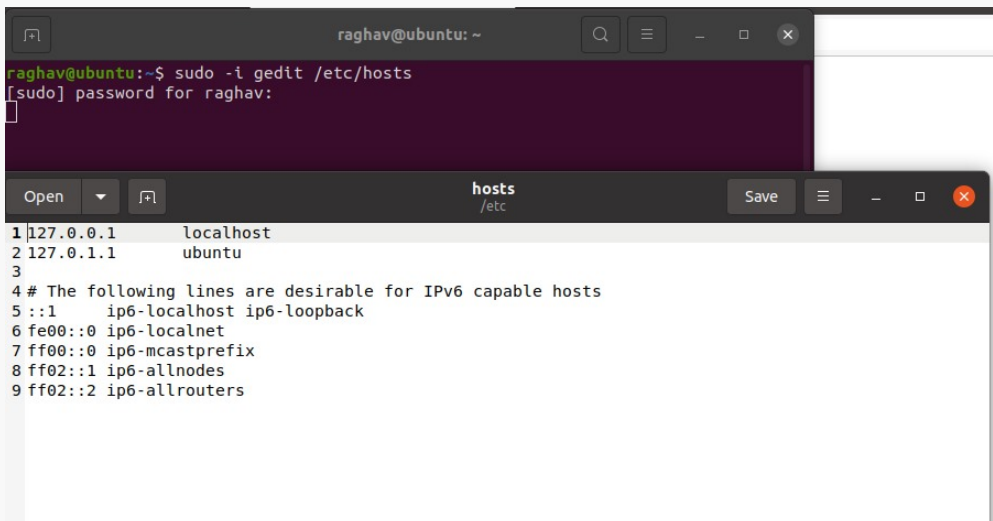 raghav@ubuntu: ~
raghav@ubuntu:~$ sudo -i gedit /etc/hosts
[sudo] password for raghav:
Open
hosts
/etc
Save
1 127.0.0.1 localhost
2 127.0.1.1 ubuntu
3
4 # The following lines are desirable for IPv6 capable hosts
5 ::1 ip6-localhost ip6-loopback
6 fe00::0 ip6-localnet
7 ff00::0 ip6-mcastprefix
8 ff02::1 ip6-allnodes
9 ff02::2 ip6-allrouters